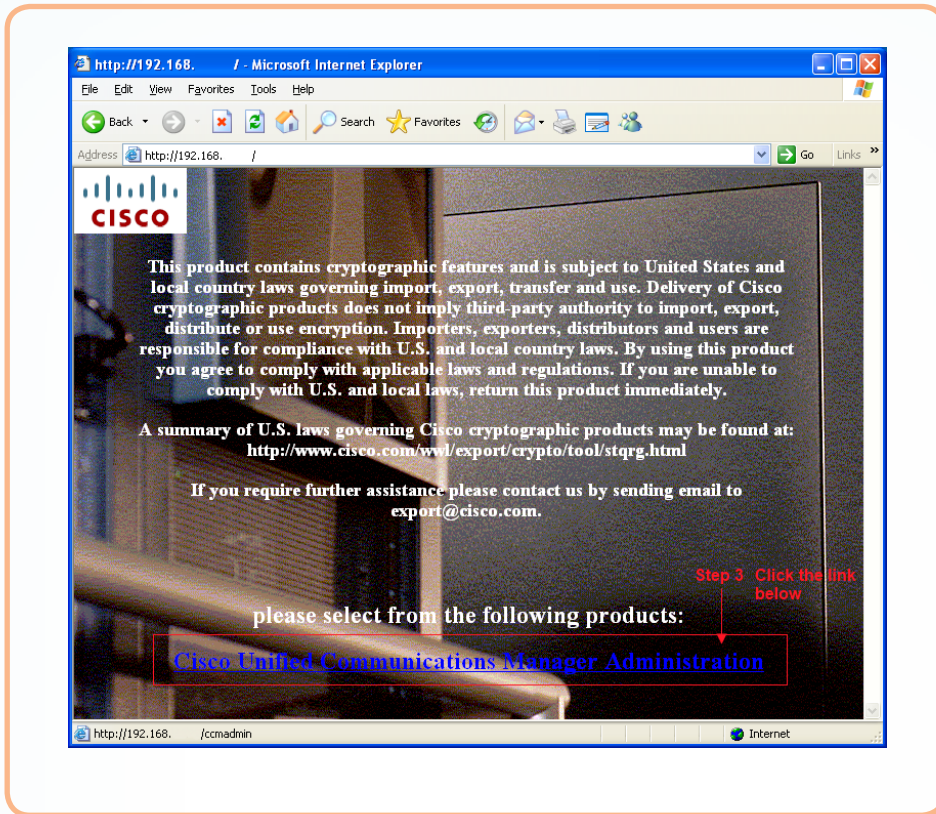 http://192.168. / - Microsoft Internet Explorer
File Edit View Favorites Tools Help
Back Search Favorites
Address http://192.168. / Go Links »
CISCO
This product contains cryptographic features and is subject to United States and
local country laws governing import, export, transfer and use. Delivery of Cisco
cryptographic products does not imply third-party authority to import, export,
distribute or use encryption. Importers, exporters, distributors and users are
responsible for compliance with U.S. and local country laws. By using this product
you agree to comply with applicable laws and regulations. If you are unable to
comply with U.S. and local laws, return this product immediately.
A summary of U.S. laws governing Cisco cryptographic products may be found at:
http://www.cisco.com/wwl/export/crypto/tool/stqrg.html
If you require further assistance please contact us by sending email to
export@cisco.com.
Step 3 Click the link
below
please select from the following products:
Cisco Unified Communications Manager Administration
http://192.168. /ccmadmin Internet